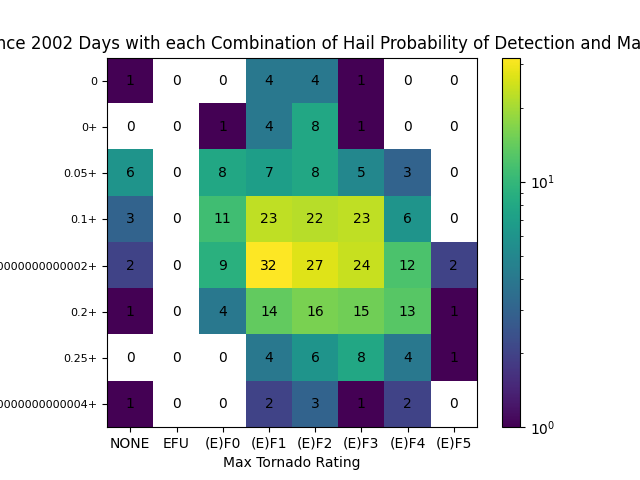 nce 2002 Days with each Combination of Hail Probability of Detection and Ma
0 1 0 0 4 4 1 0 0
0+ 0 0 1 4 8 1 0 0
0.05+ 6 0 8 7 8 5 3 0
0.1+ 3 0 11 23 22 23 6 0
0000000000002+ 2 0 9 32 27 24 12 2
0.2+ 1 0 4 14 16 15 13 1
0.25+ 0 0 0 4 6 8 4 1
0000000000004+ 1 0 0 2 3 1 2 0
NONE EFU (E)F0 (E)F1 (E)F2 (E)F3 (E)F4 (E)F5
Max Tornado Rating
10¹
10⁰